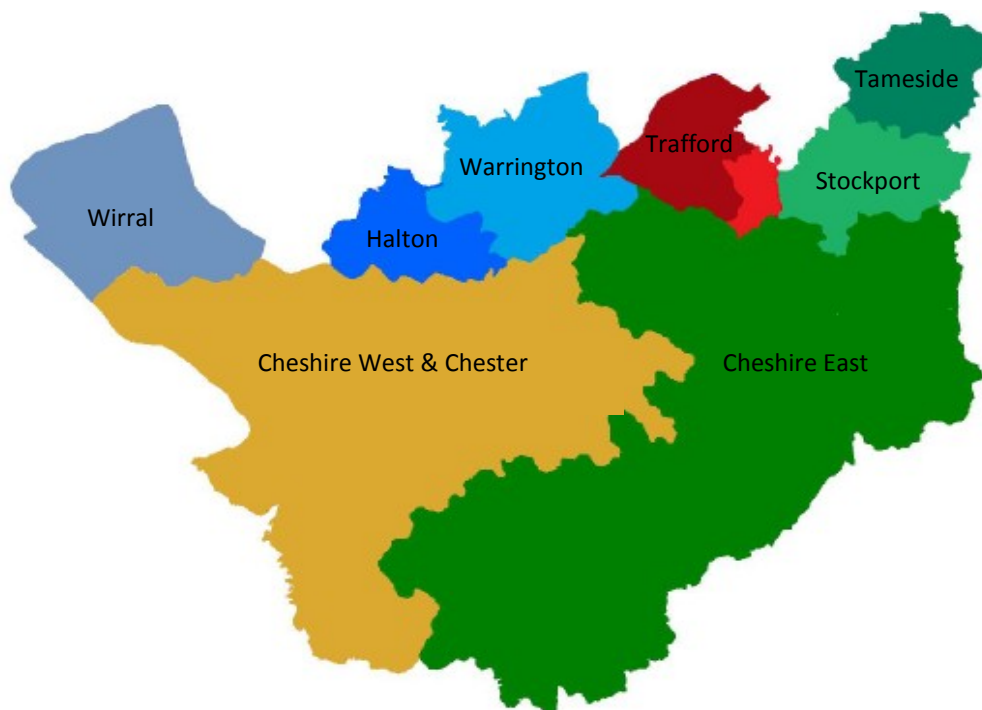 Tameside
Trafford
Warrington
Stockport
Wirral
Halton
Cheshire West & Chester
Cheshire East